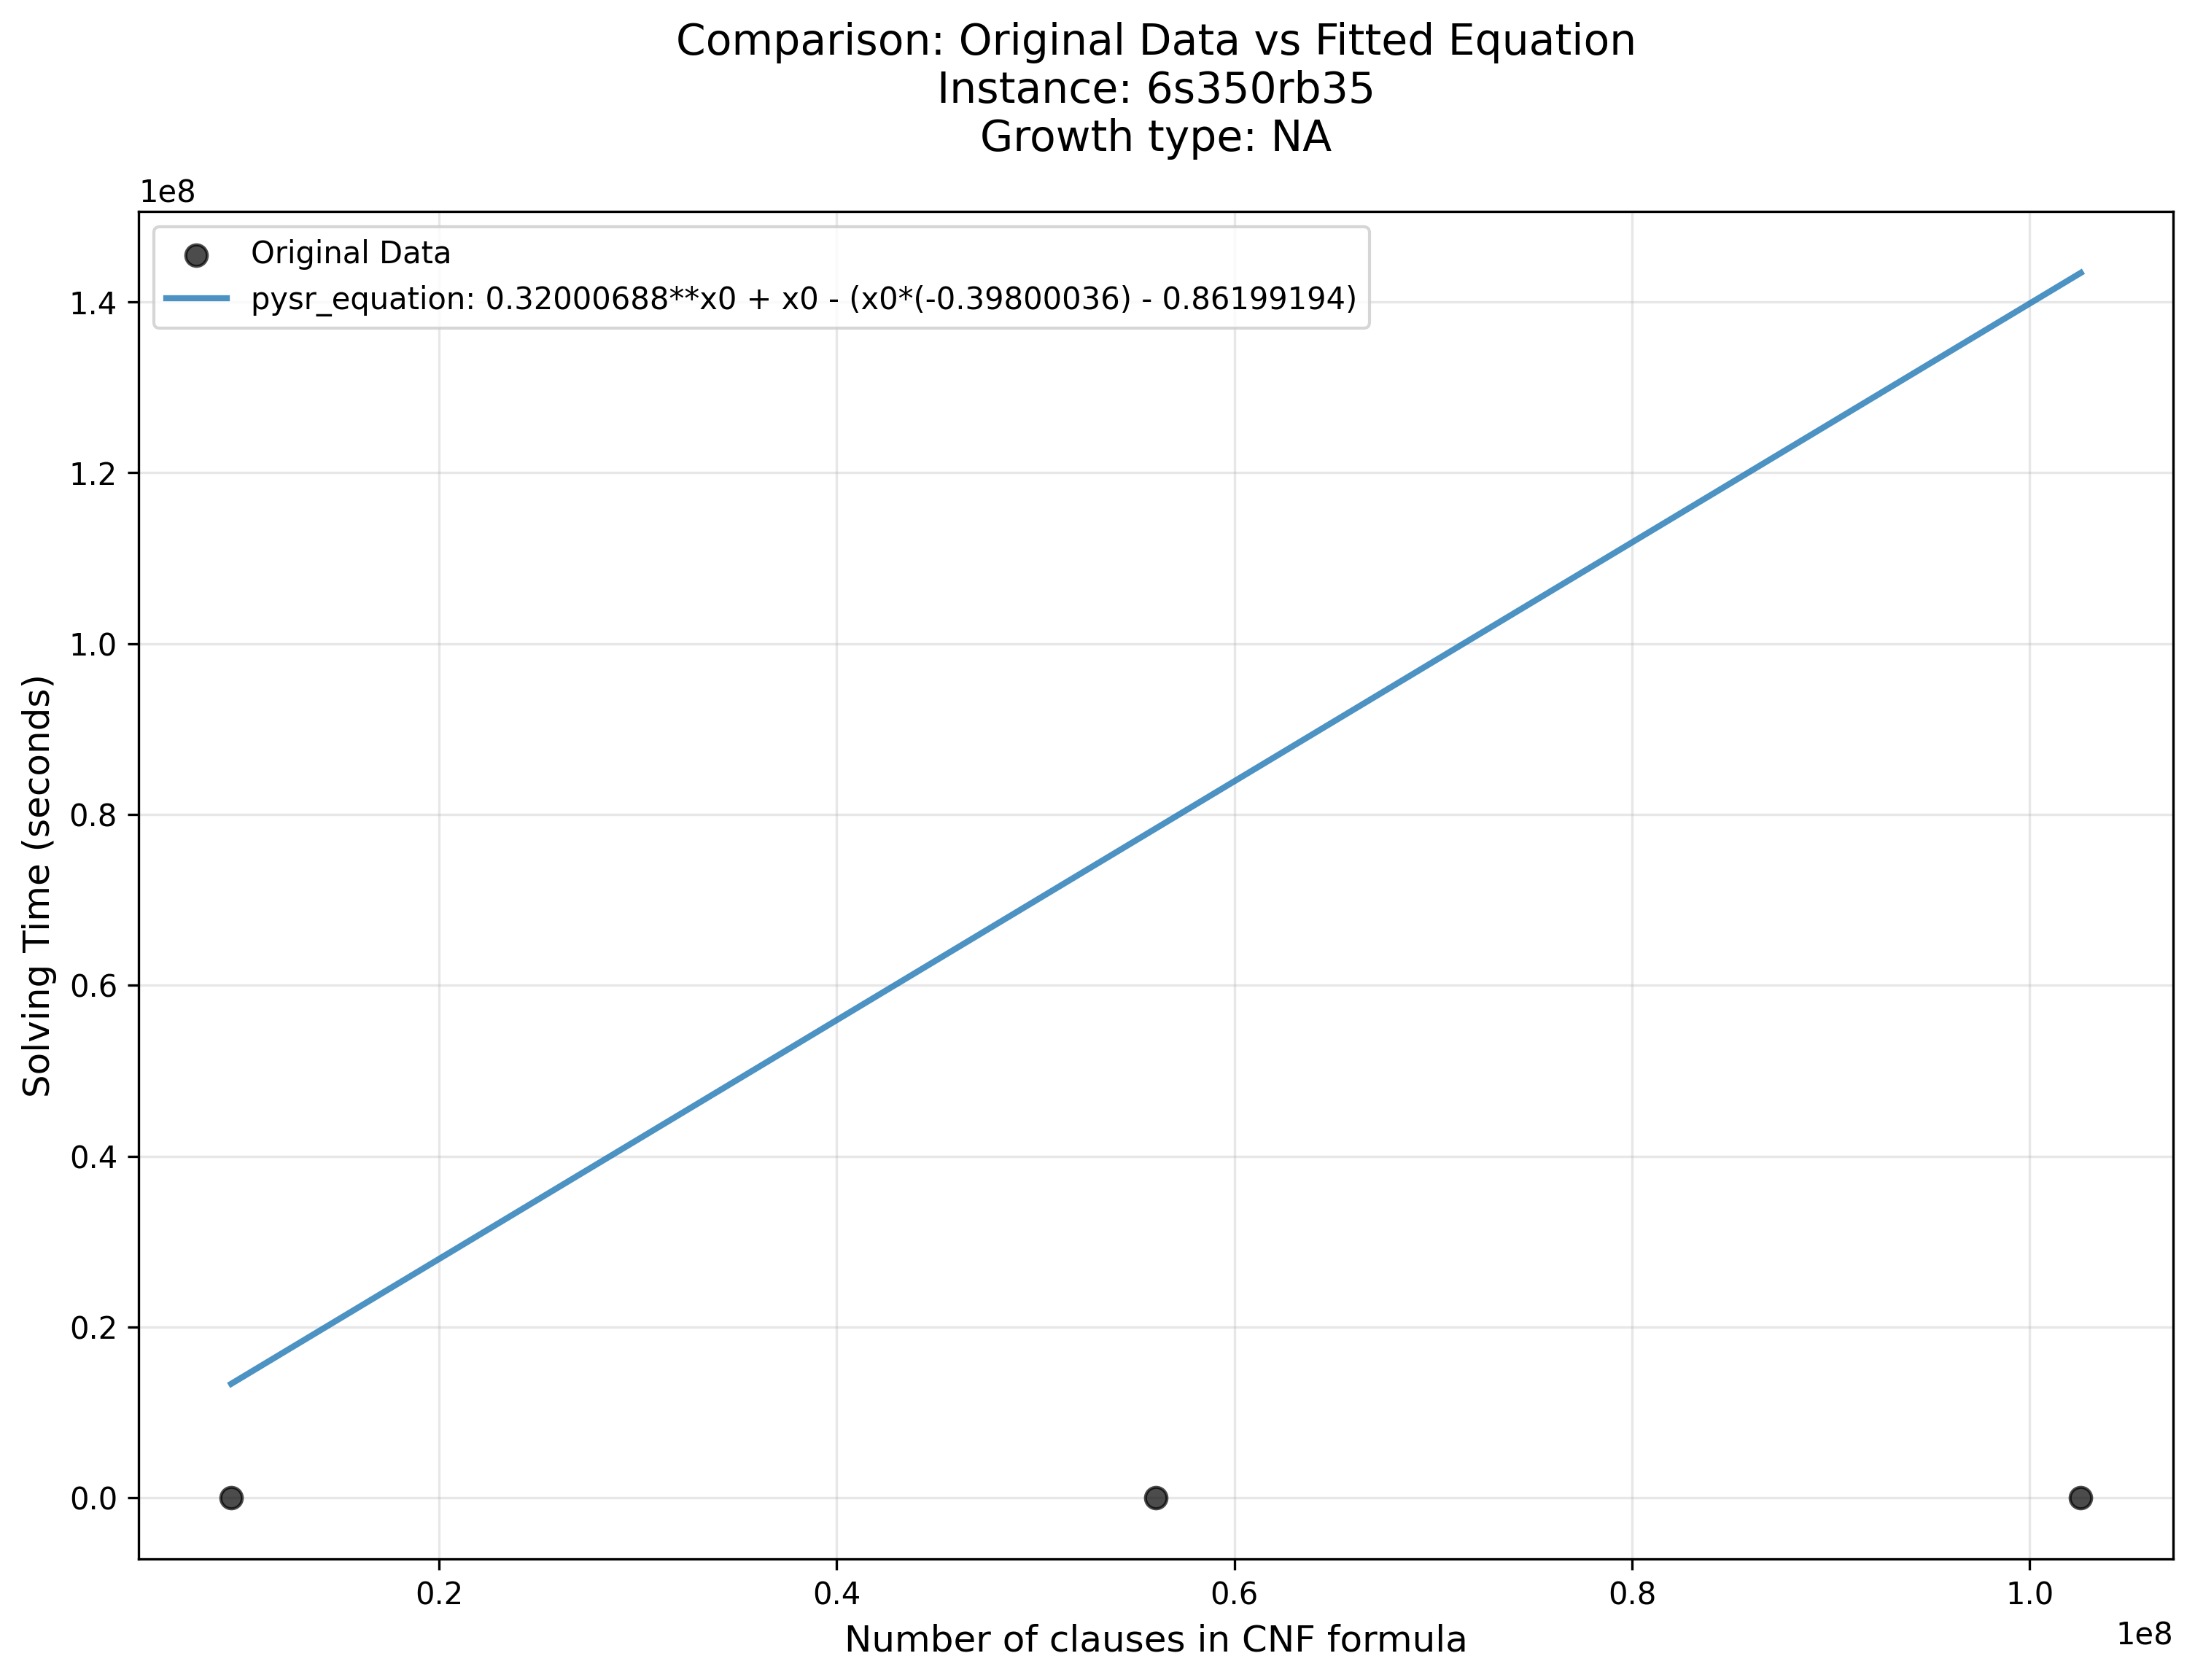 Comparison: Original Data vs Fitted Equation
Instance: 6s350rb35
Growth type: NA
1e8
Original Data
pysr_equation: 0.32000688**x0 + x0 - (x0*(-0.39800036) - 0.86199194)
1.4
1.2
1.0
0.8
0.6
0.4
0.2
0.0
Solving Time (seconds)
0.2 0.4 0.6 0.8 1.0
1e8
Number of clauses in CNF formula